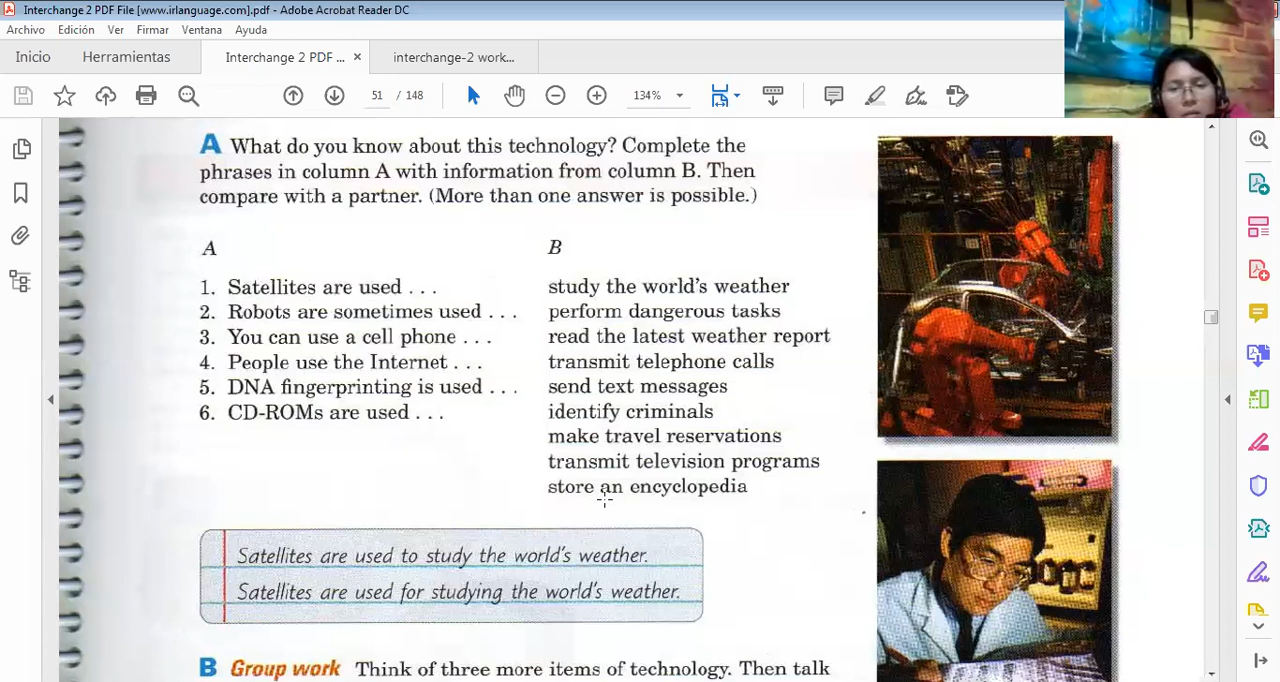 Interchange 2 PDF File [www.irlanguage.com].pdf - Adobe Acrobat Reader DC
Archivo Edición Ver Firmar Ventana Ayuda
Inicio Herramientas Interchange 2 PDF ... × interchange-2 work...
51 / 148 134%
A What do you know about this technology? Complete the
phrases in column A with information from column B. Then
compare with a partner. (More than one answer is possible.)
A B
1. Satellites are used . . . study the world's weather
2. Robots are sometimes used . . . perform dangerous tasks
3. You can use a cell phone . . . read the latest weather report
4. People use the Internet . . . transmit telephone calls
5. DNA fingerprinting is used . . . send text messages
6. CD-ROMs are used . . . identify criminals
make travel reservations
transmit television programs
store an encyclopedia
Satellites are used to study the world's weather.
Satellites are used for studying the world's weather.
B Group work Think of three more items of technology. Then talk